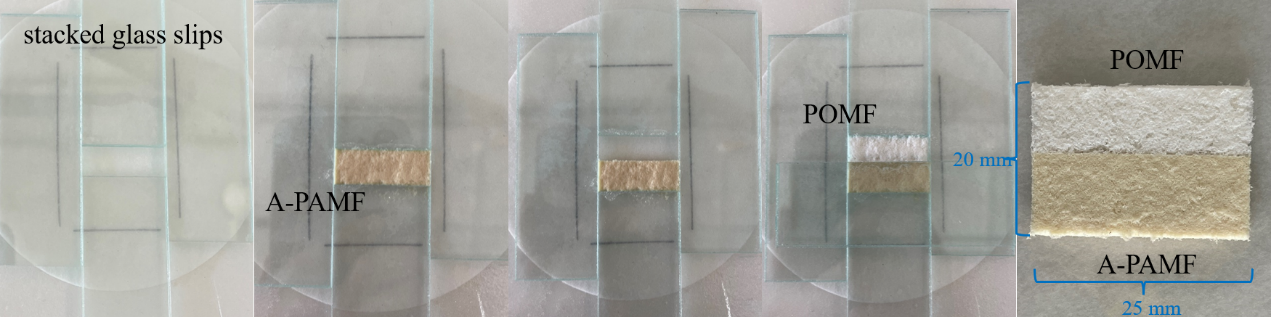 stacked glass slips
A-PAMF
POMF
POMF
20 mm
A-PAMF
25 mm